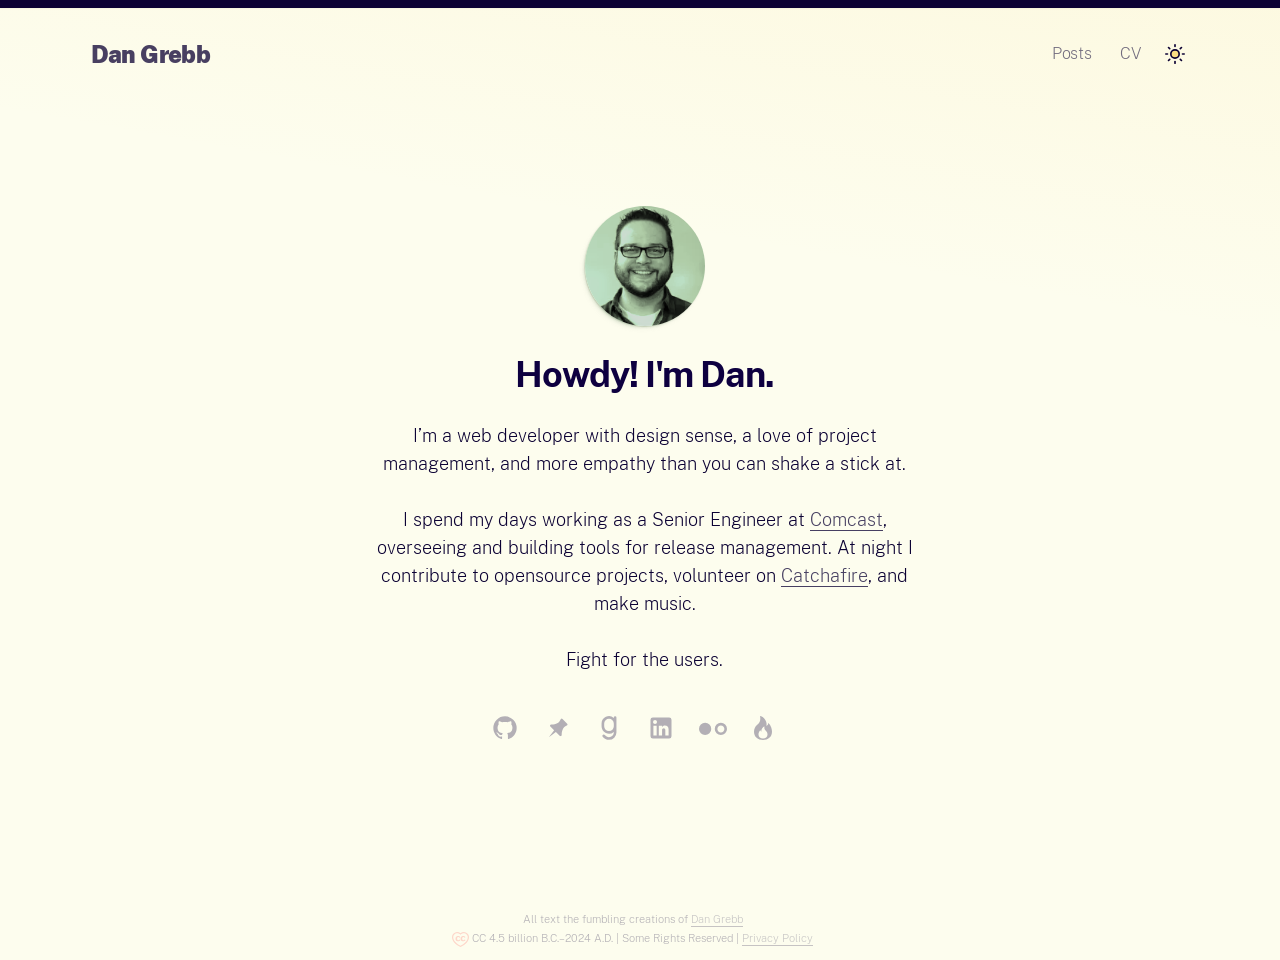 Dan Grebb
Posts
CV
Howdy! I'm Dan.
I’m a web developer with design sense, a love of project
management, and more empathy than you can shake a stick at.
I spend my days working as a Senior Engineer at Comcast,
overseeing and building tools for release management. At night I
contribute to opensource projects, volunteer on Catchafire, and
make music.
Fight for the users.
All text the fumbling creations of Dan Grebb
CC 4.5 billion B.C.–2024 A.D. | Some Rights Reserved | Privacy Policy